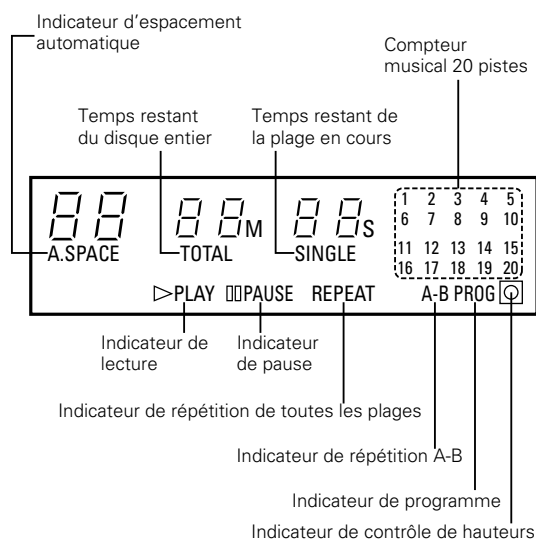 Indicateur d'espacement
automatique
Compteur
musical 20 pistes
Temps restant
du disque entier
Temps restant de
la plage en cours
88 88M 88S
1 2 3 4 5
6 7 8 9 10
11 12 13 14 15
16 17 18 19 20
A.SPACE TOTAL SINGLE
PLAY PAUSE REPEAT A-B PROG
Indicateur de
lecture
Indicateur
de pause
Indicateur de répétition de toutes les plages
Indicateur de répétition A-B
Indicateur de programme
Indicateur de contrôle de hauteurs